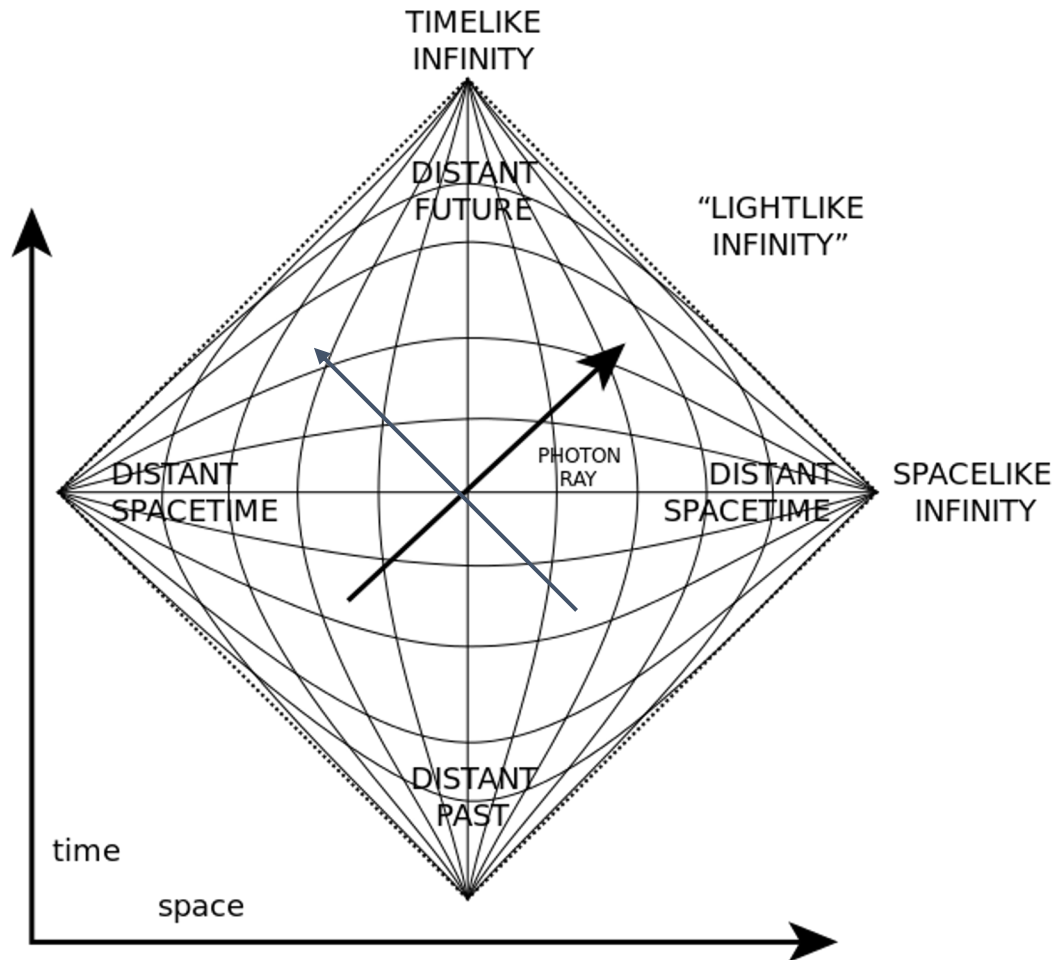 TIMELIKE
INFINITY
DISTANT
FUTURE
“LIGHTLIKE
INFINITY”
PHOTON
RAY
DISTANT
SPACETIME
DISTANT
SPACETIME
SPACELIKE
INFINITY
DISTANT
PAST
time
space